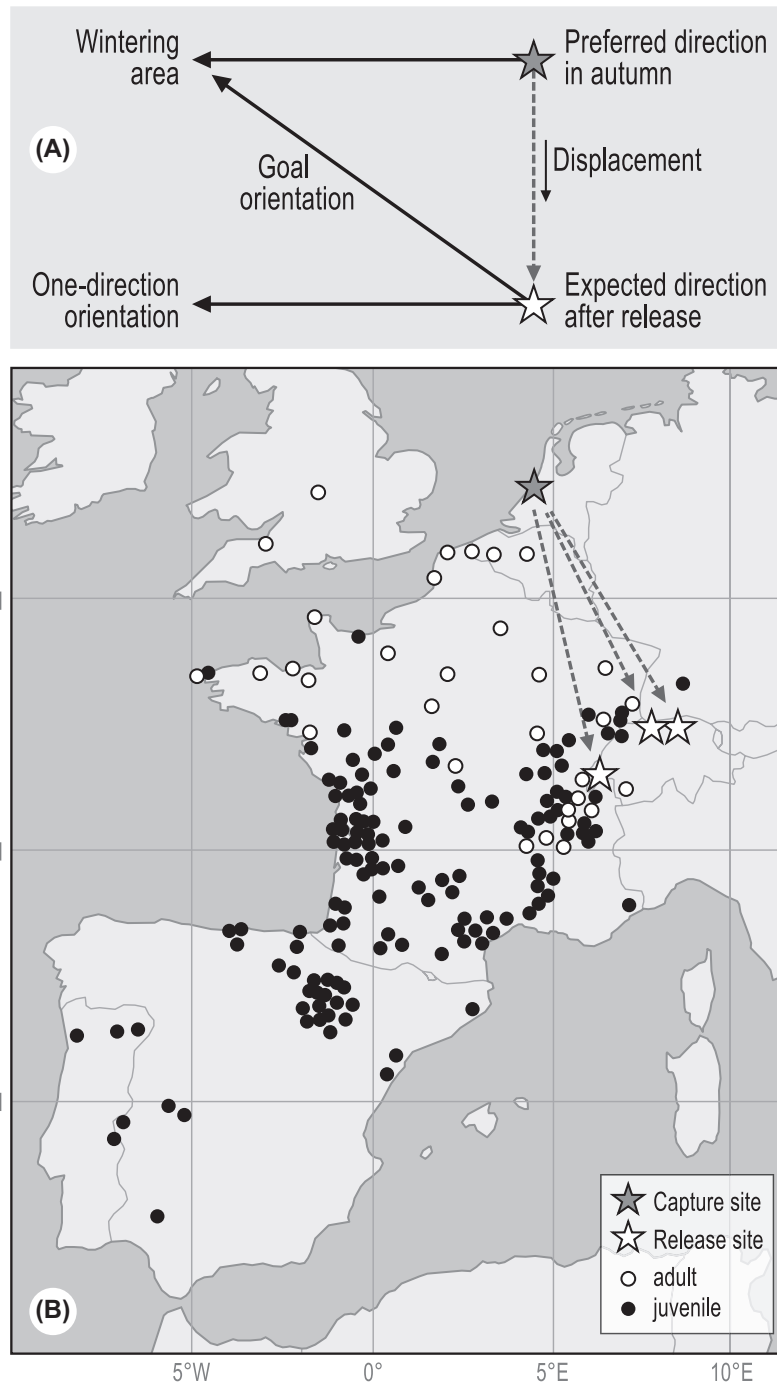 Wintering
area
Preferred direction
in autumn
(A)
Goal
orientation
Displacement
One-direction
orientation
Expected direction
after release
Capture site
Release site
adult
juvenile
(B)
5°W
0°
5°E
10°E